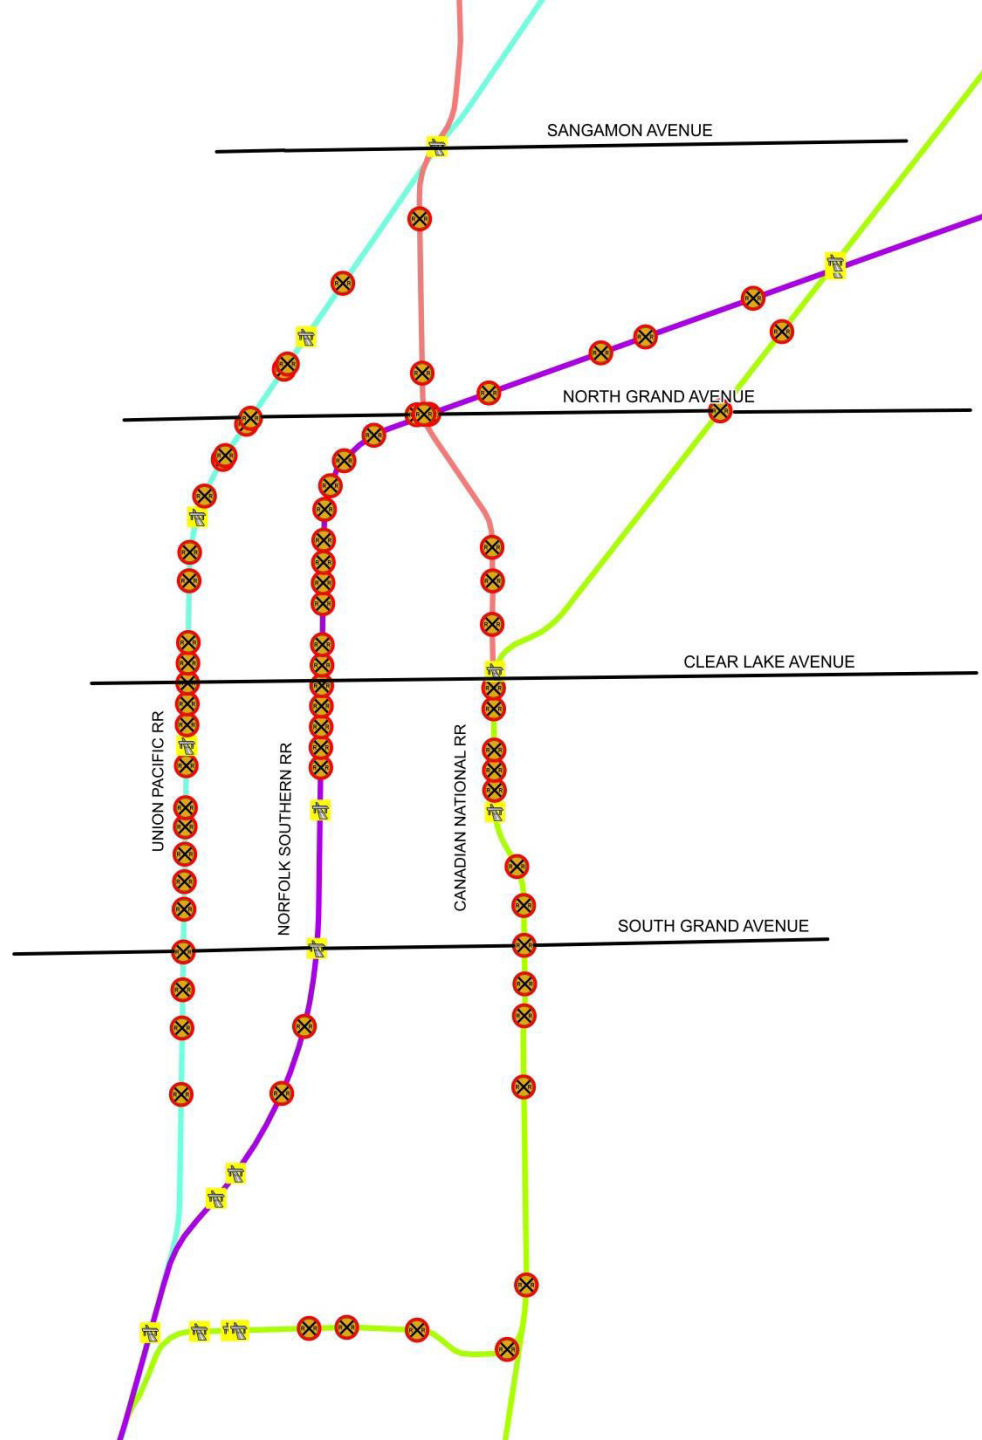 SANGAMON AVENUE
NORTH GRAND AVENUE
CLEAR LAKE AVENUE
UNION PACIFIC RR
NORFOLK SOUTHERN RR
CANADIAN NATIONAL RR
SOUTH GRAND AVENUE